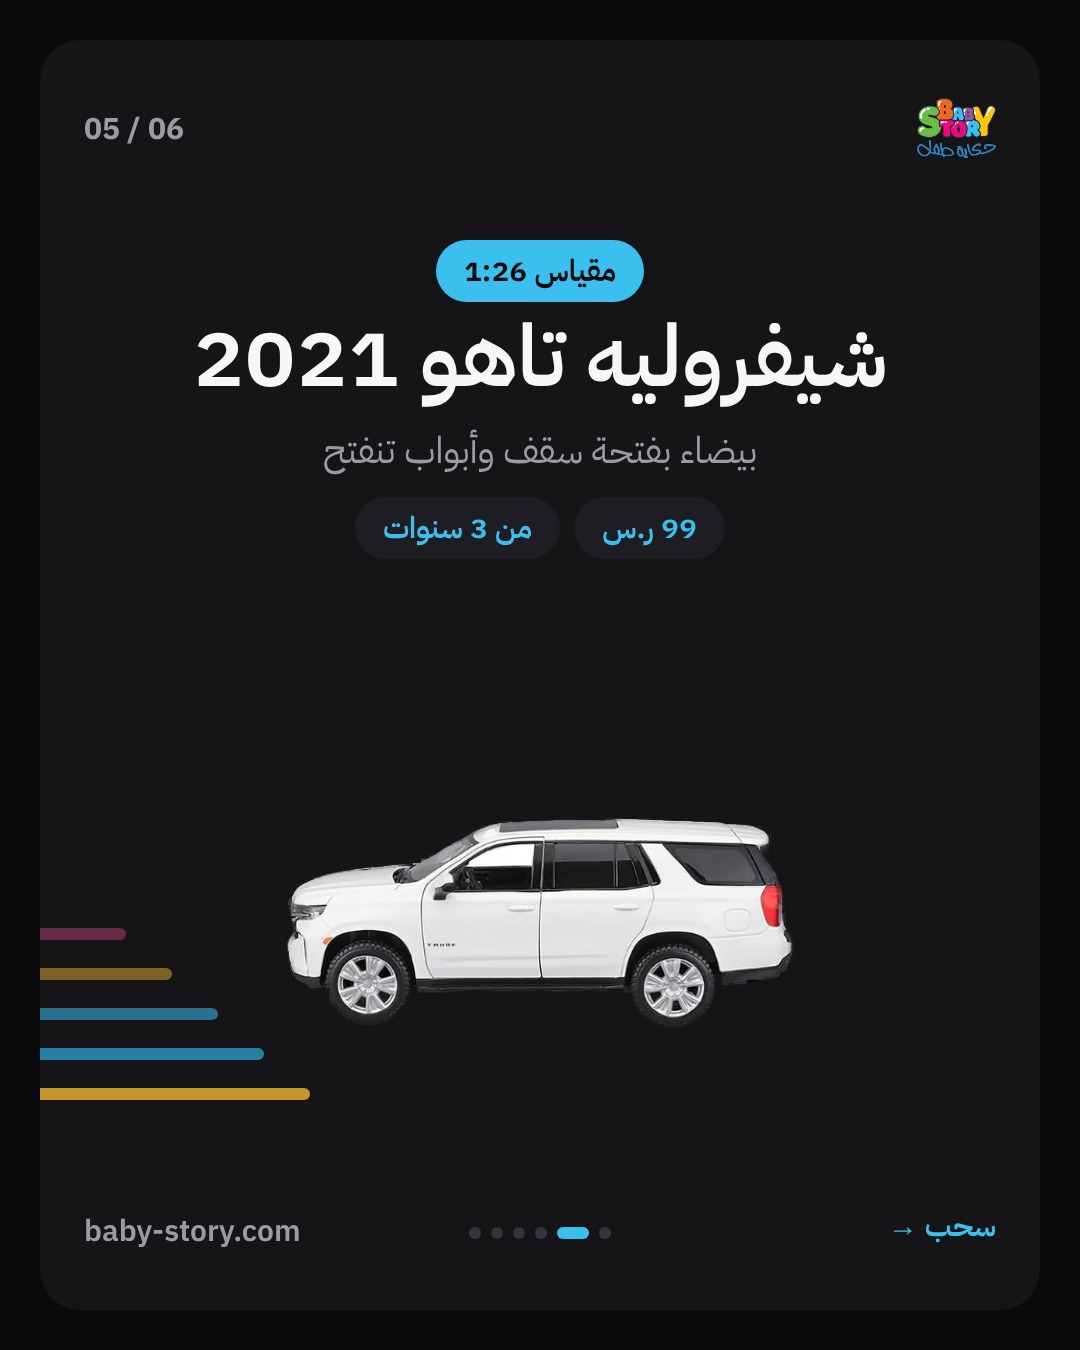 05 / 06
BABY STORY
حكاية طفل
مقياس 1:26
شيفروليه تاهو 2021
بيضاء بفتحة سقف وأبواب تنفتح
99 ر.س
من 3 سنوات
TAHOE
baby-story.com
سحب →